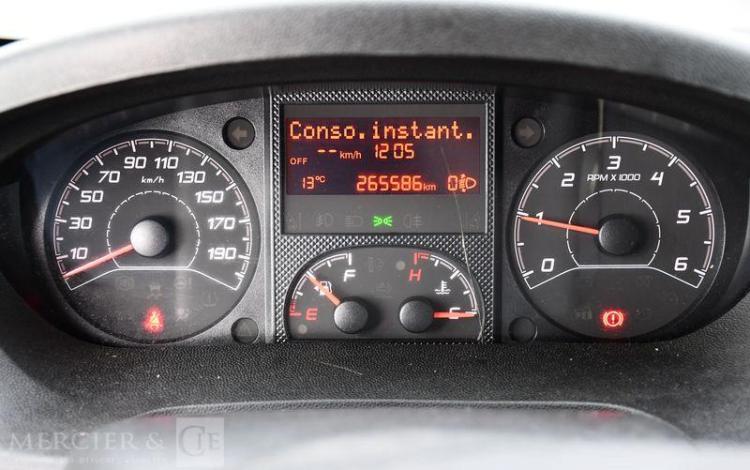 Conso.instant.
OFF --km/h 12:05
13°C 265586km
10 30 50 70 90 110 130 150 170 190
km/h
F
E
H
C
0 1 2 3 4 5 6
RPM X 1000
MERCIER & CIE